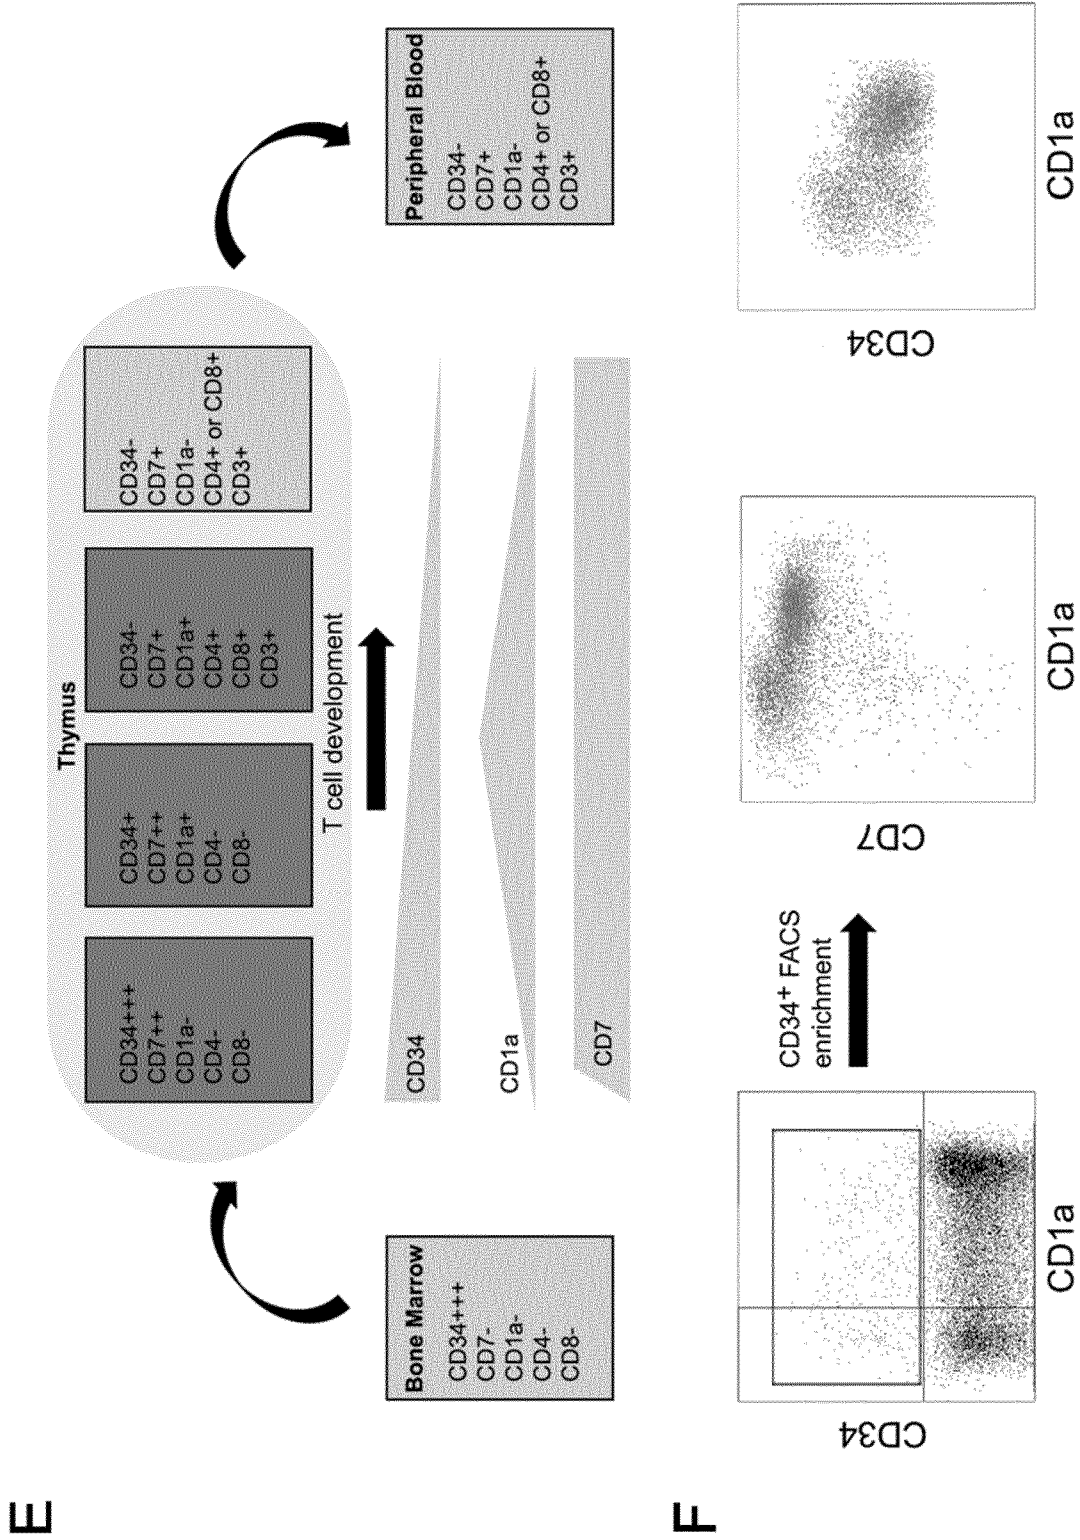 E
Thymus
CD34+++
CD7++
CD1a-
CD4-
CD8-
CD34+
CD7++
CD1a+
CD4-
CD8-
CD34-
CD7+
CD1a+
CD4+
CD8+
CD3+
CD34-
CD7+
CD1a-
CD4+ or CD8+
CD3+
T cell development
Bone Marrow
CD34+++
CD7-
CD1a-
CD4-
CD8-
CD34
CD1a
CD7
Peripheral Blood
CD34-
CD7+
CD1a-
CD4+ or CD8+
CD3+
F
CD34
CD1a
CD34+ FACS
enrichment
CD7
CD1a
CD34
CD1a